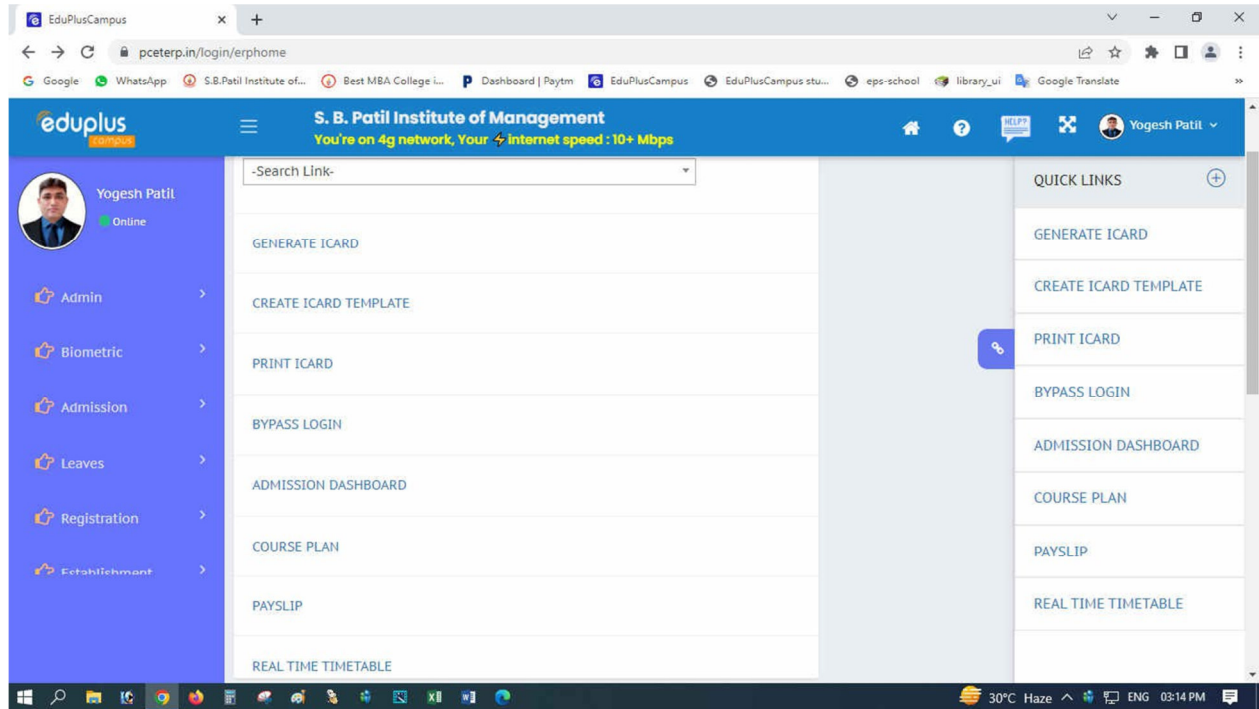 EduPlusCampus
pceterp.in/login/erphome
Google WhatsApp S.B.Patil Institute of... Best MBA College i... Dashboard | Paytm EduPlusCampus EduPlusCampus stu... eps-school library_ui Google Translate
eduplus
campus
S. B. Patil Institute of Management
You're on 4g network, Your internet speed : 10+ Mbps
HELP?
Yogesh Patil
Yogesh Patil
Online
Admin
Biometric
Admission
Leaves
Registration
Establishment
-Search Link-
GENERATE ICARD
CREATE ICARD TEMPLATE
PRINT ICARD
BYPASS LOGIN
ADMISSION DASHBOARD
COURSE PLAN
PAYSLIP
REAL TIME TIMETABLE
QUICK LINKS
GENERATE ICARD
CREATE ICARD TEMPLATE
PRINT ICARD
BYPASS LOGIN
ADMISSION DASHBOARD
COURSE PLAN
PAYSLIP
REAL TIME TIMETABLE
30°C Haze ENG 03:14 PM